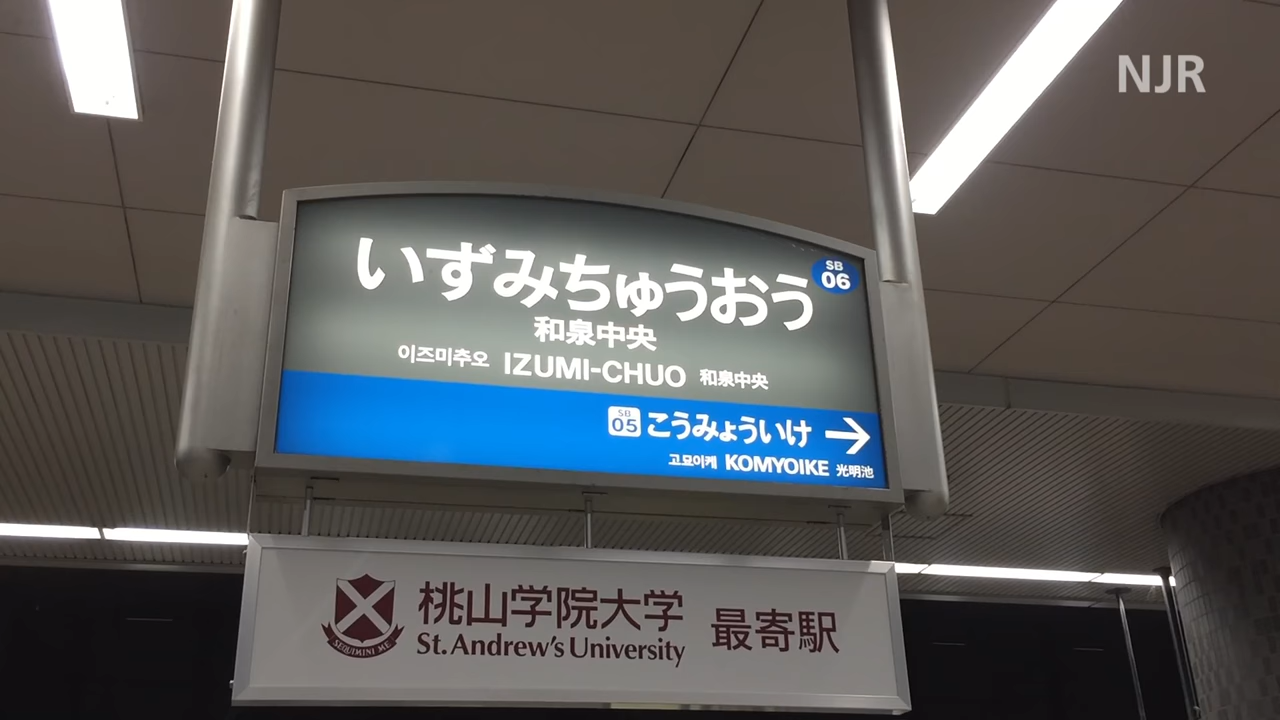 NJR
いずみちゅうおう
SB
06
和泉中央
이즈미추오 IZUMI-CHUO 和泉中央
SB
05
こうみょういけ →
고묘이케 KOMYOIKE 光明池
桃山学院大学 最寄駅
St. Andrew's University
SEQUIMINI ME